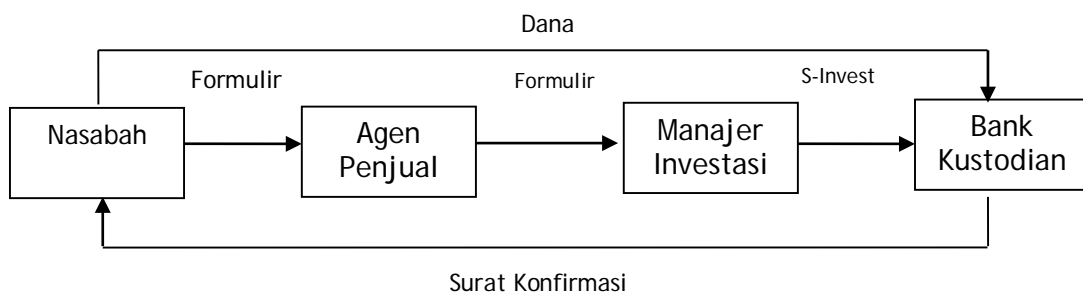 Dana
Formulir
Formulir
S-Invest
Nasabah
Agen
Penjual
Manajer
Investasi
Bank
Kustodian
Surat Konfirmasi